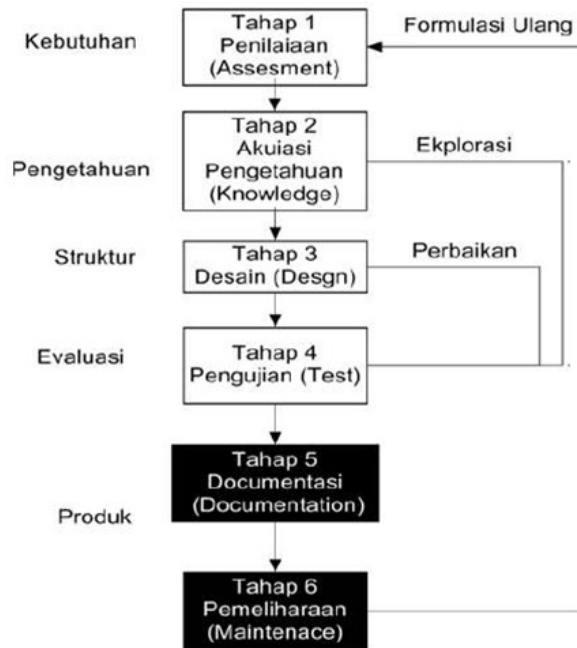 Kebutuhan
Tahap 1
Penilaiaan
(Assesment)
Formulasi Ulang
Pengetahuan
Tahap 2
Akuiasi
Pengetahuan
(Knowledge)
Ekplorasi
Struktur
Tahap 3
Desain (Desgn)
Perbaikan
Evaluasi
Tahap 4
Pengujian (Test)
Produk
Tahap 5
Documentasi
(Documentation)
Tahap 6
Pemeliharaan
(Maintenace)